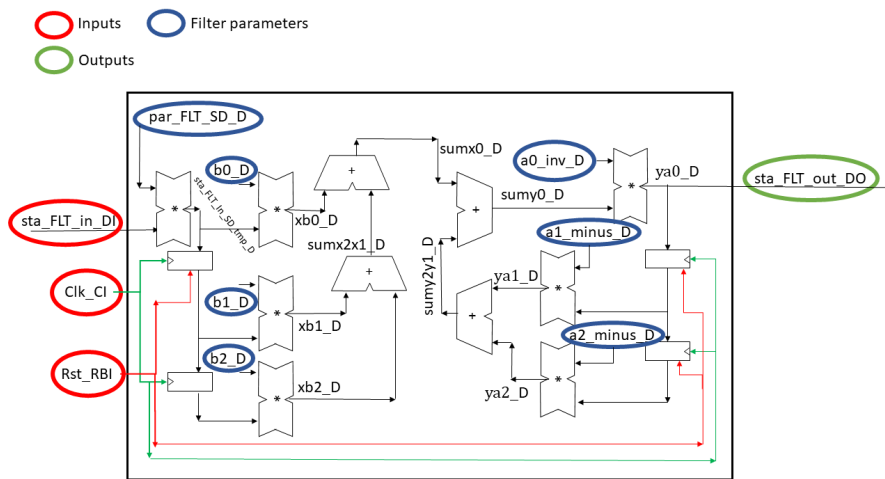 Inputs
Filter parameters
Outputs
par_FLT_SD_D
b0_D
sta_FLT_In_SD_tmp_D
*
*
+
sumx0_D
a0_inv_D
*
ya0_D
sta_FLT_out_DO
sta_FLT_in_DI
xb0_D
+
sumy0_D
a1_minus_D
sumx2x1_D
sumy2y1_D
+
ya1_D
*
Clk_CI
b1_D
*
xb1_D
+
a2_minus_D
b2_D
Rst_RBI
*
xb2_D
ya2_D
*